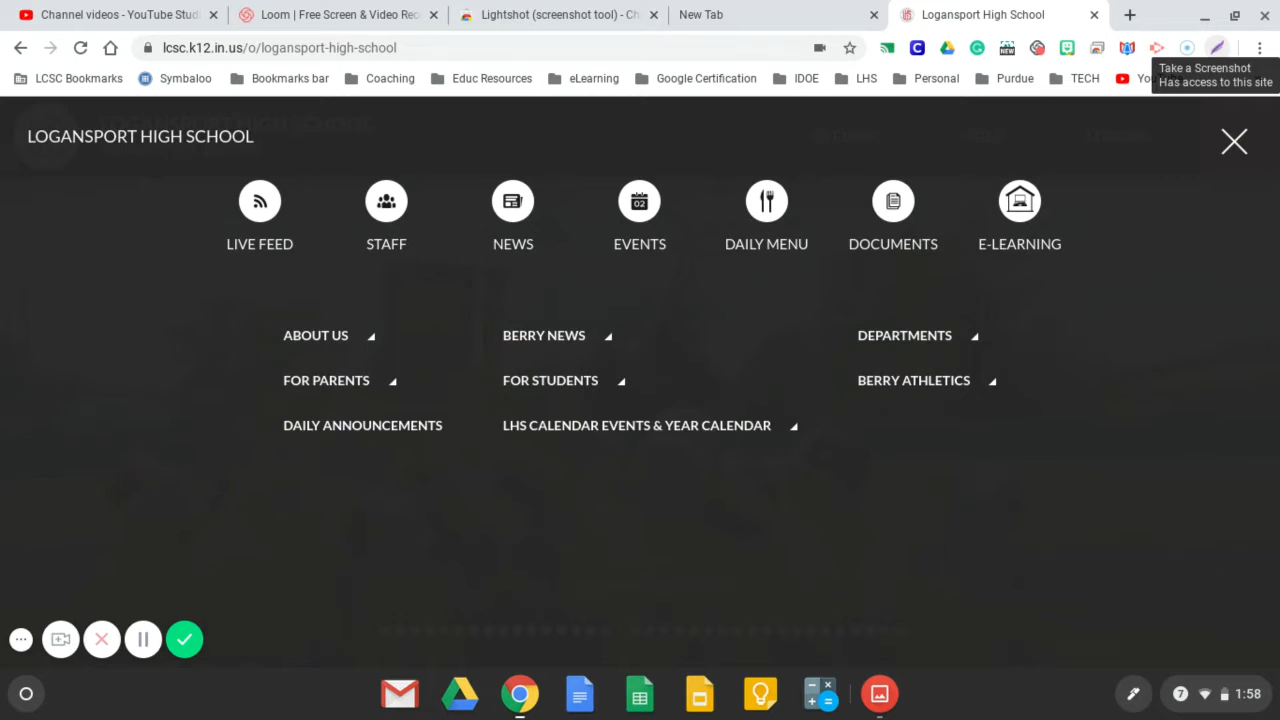 Channel videos - YouTube Studi
Loom | Free Screen & Video Rec
Lightshot (screenshot tool) - Ch
New Tab
Logansport High School
lcsc.k12.in.us/o/logansport-high-school
LCSC Bookmarks
Symbaloo
Bookmarks bar
Coaching
Educ Resources
eLearning
Google Certification
IDOE
LHS
Personal
Purdue
TECH
Yo
Take a Screenshot
Has access to this site
LOGANSPORT HIGH SCHOOL
02
LIVE FEED
STAFF
NEWS
EVENTS
DAILY MENU
DOCUMENTS
E-LEARNING
ABOUT US
BERRY NEWS
DEPARTMENTS
FOR PARENTS
FOR STUDENTS
BERRY ATHLETICS
DAILY ANNOUNCEMENTS
LHS CALENDAR EVENTS & YEAR CALENDAR
7
1:58